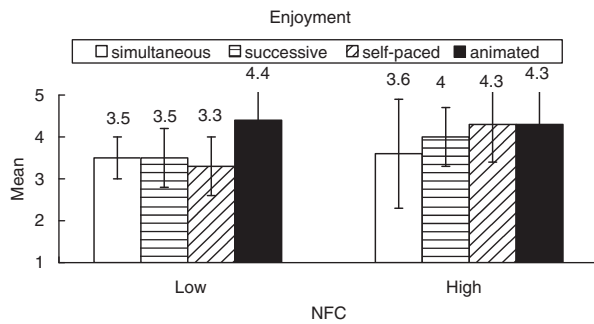 Enjoyment
simultaneous successive self-paced animated
3.5 3.5 3.3 4.4 3.6 4 4.3 4.3
5
4
3
2
1
Mean
Low High
NFC